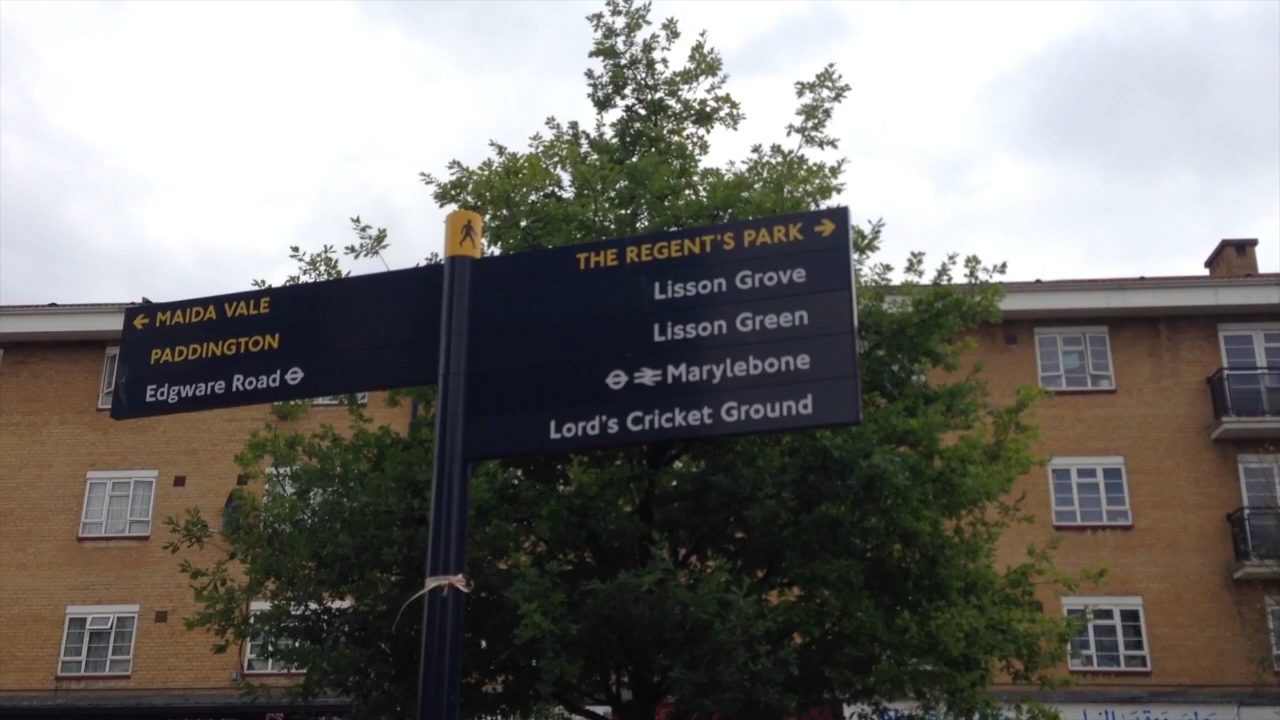 ← MAIDA VALE
PADDINGTON
Edgware Road
THE REGENT'S PARK →
Lisson Grove
Lisson Green
Marylebone
Lord's Cricket Ground